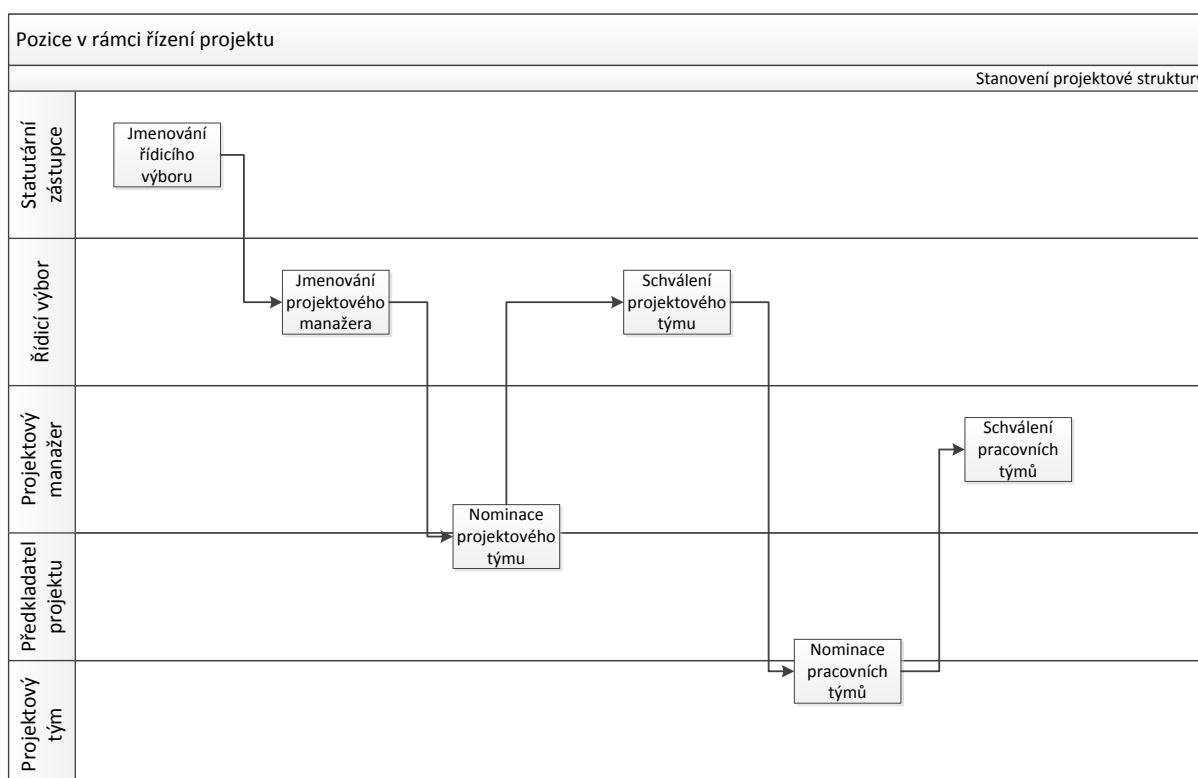 Pozice v rámci řízení projektu
Stanovení projektové struktury
Statutární
zástupce
Jmenování
řídicího
výboru
Řídicí výbor
Jmenování
projektového
manažera
Schválení
projektového
týmu
Projektový
manažer
Schválení
pracovních
týmů
Nominace
projektového
týmu
Předkladatel
projektu
Nominace
pracovních
týmů
Projektový
tým